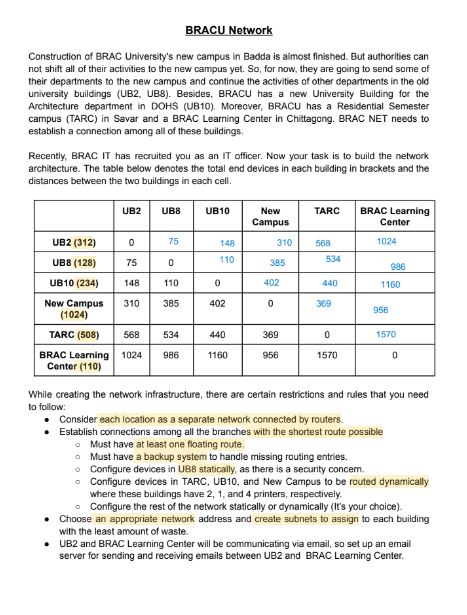 BRACU Network
Construction of BRAC University's new campus in Badda is almost finished. But authorities can
not shift all of their activities to the new campus yet. So, for now, they are going to send some of
their departments to the new campus and continue the activities of other departments in the old
university buildings (UB2, UB8). Besides, BRACU has a new University Building for the
Architecture department in DOHS (UB10). Moreover, BRACU has a Residential Semester
campus (TARC) in Savar and a BRAC Learning Center in Chittagong. BRAC NET needs to
establish a connection among all of these buildings.
Recently, BRAC IT has recruited you as an IT officer. Now your task is to build the network
architecture. The table below denotes the total end devices in each building in brackets and the
distances between the two buildings in each cell.
UB2 UB8 UB10 New Campus TARC BRAC Learning Center
UB2 (312) 0 75 148 310 568 1024
UB8 (128) 75 0 110 385 534 986
UB10 (234) 148 110 0 402 440 1160
New Campus (1024) 310 385 402 0 369 956
TARC (508) 568 534 440 369 0 1570
BRAC Learning Center (110) 1024 986 1160 956 1570 0
While creating the network infrastructure, there are certain restrictions and rules that you need
to follow:
● Consider each location as a separate network connected by routers.
● Establish connections among all the branches with the shortest route possible
○ Must have at least one floating route.
○ Must have a backup system to handle missing routing entries.
○ Configure devices in UB8 statically, as there is a security concern.
○ Configure devices in TARC, UB10, and New Campus to be routed dynamically
where these buildings have 2, 1, and 4 printers, respectively.
○ Configure the rest of the network statically or dynamically (It's your choice).
● Choose an appropriate network address and create subnets to assign to each building
with the least amount of waste.
● UB2 and BRAC Learning Center will be communicating via email, so set up an email
server for sending and receiving emails between UB2 and BRAC Learning Center.